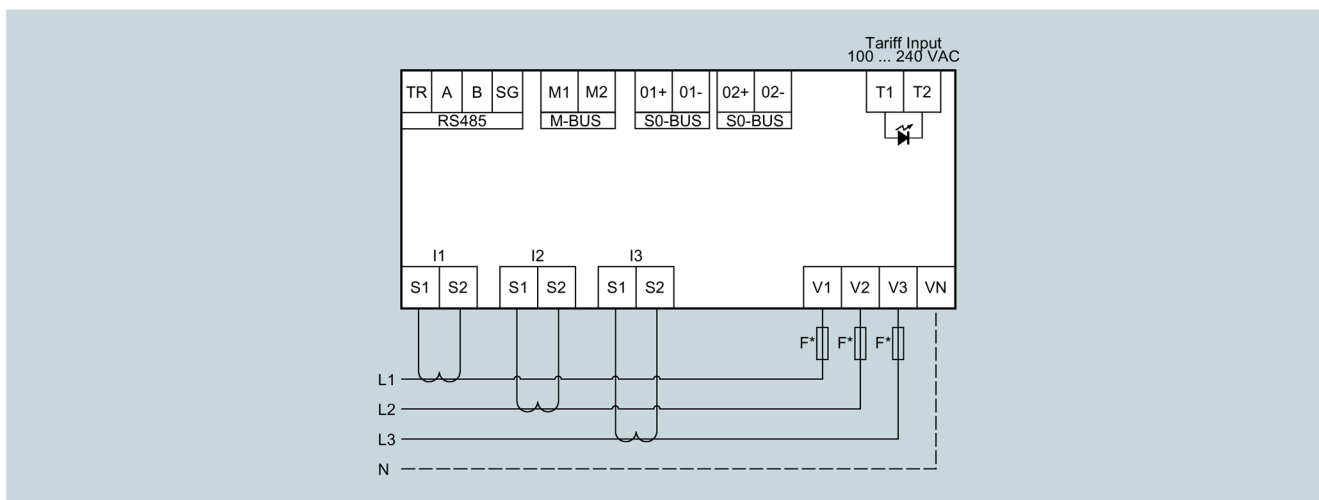 Tariff Input
100 ... 240 VAC
TR A B SG M1 M2 01+ 01- 02+ 02- T1 T2
RS485 M-BUS S0-BUS S0-BUS
I1 I2 I3
S1 S2 S1 S2 S1 S2 V1 V2 V3 VN
F* F* F*
L1
L2
L3
N